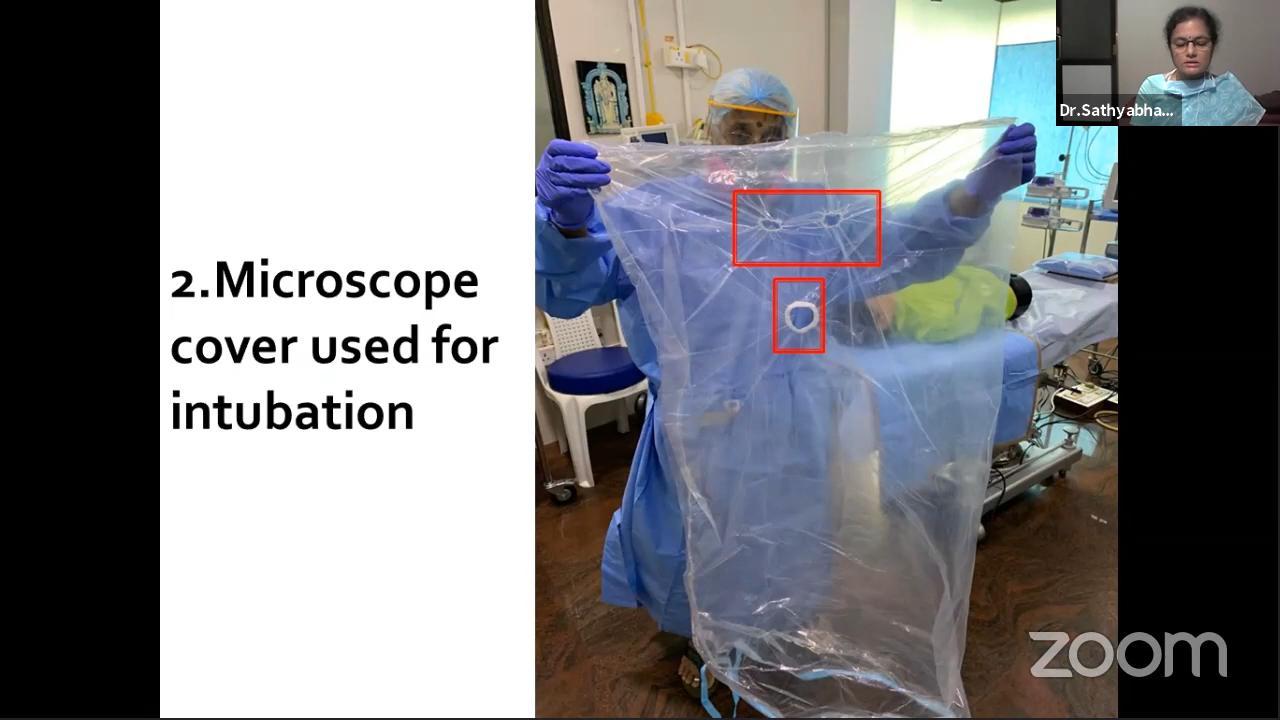 Dr.Sathyabha...
2.Microscope
cover used for
intubation
zoom